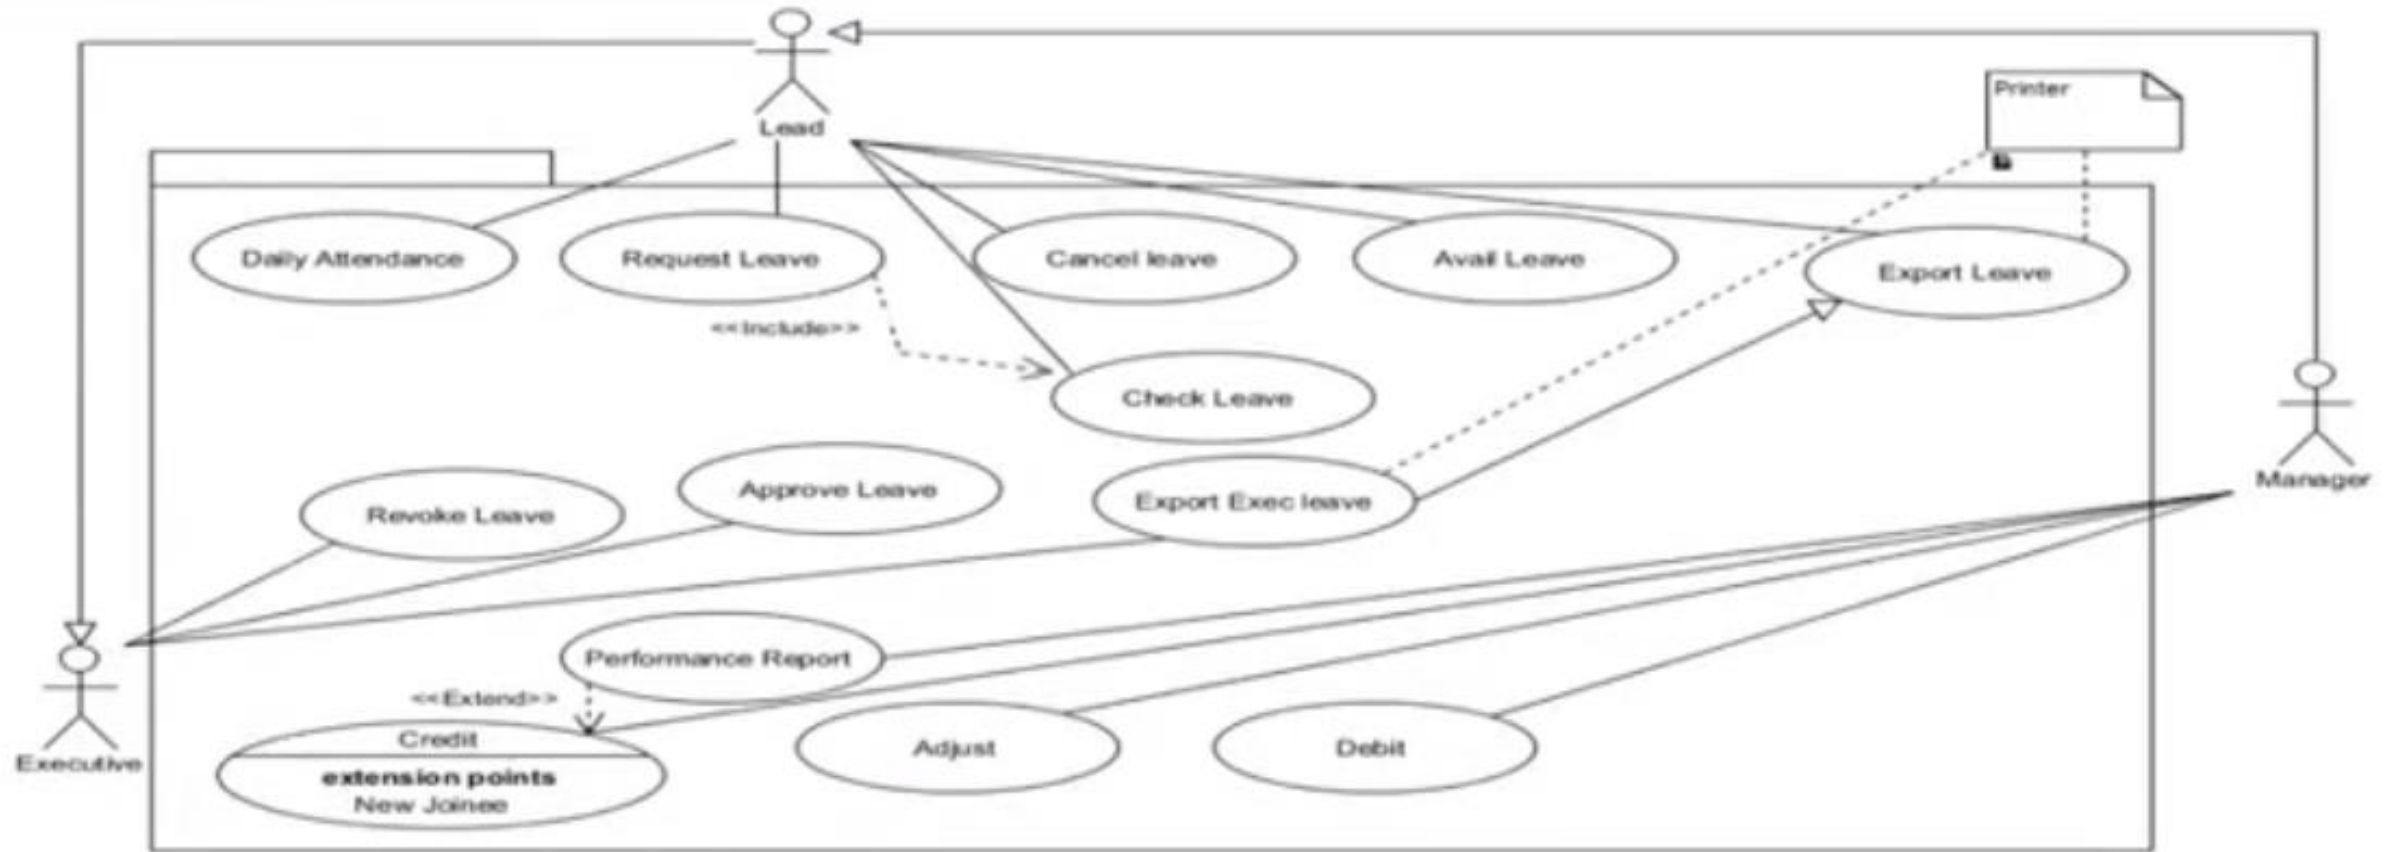 Lead
Printer
Daily Attendance
Request Leave
Cancel leave
Avail Leave
Export Leave
<<Include>>
Check Leave
Revoke Leave
Approve Leave
Export Exec leave
Manager
Performance Report
<<Extend>>
Credit
extension points
New Joinee
Adjust
Debit
Executive